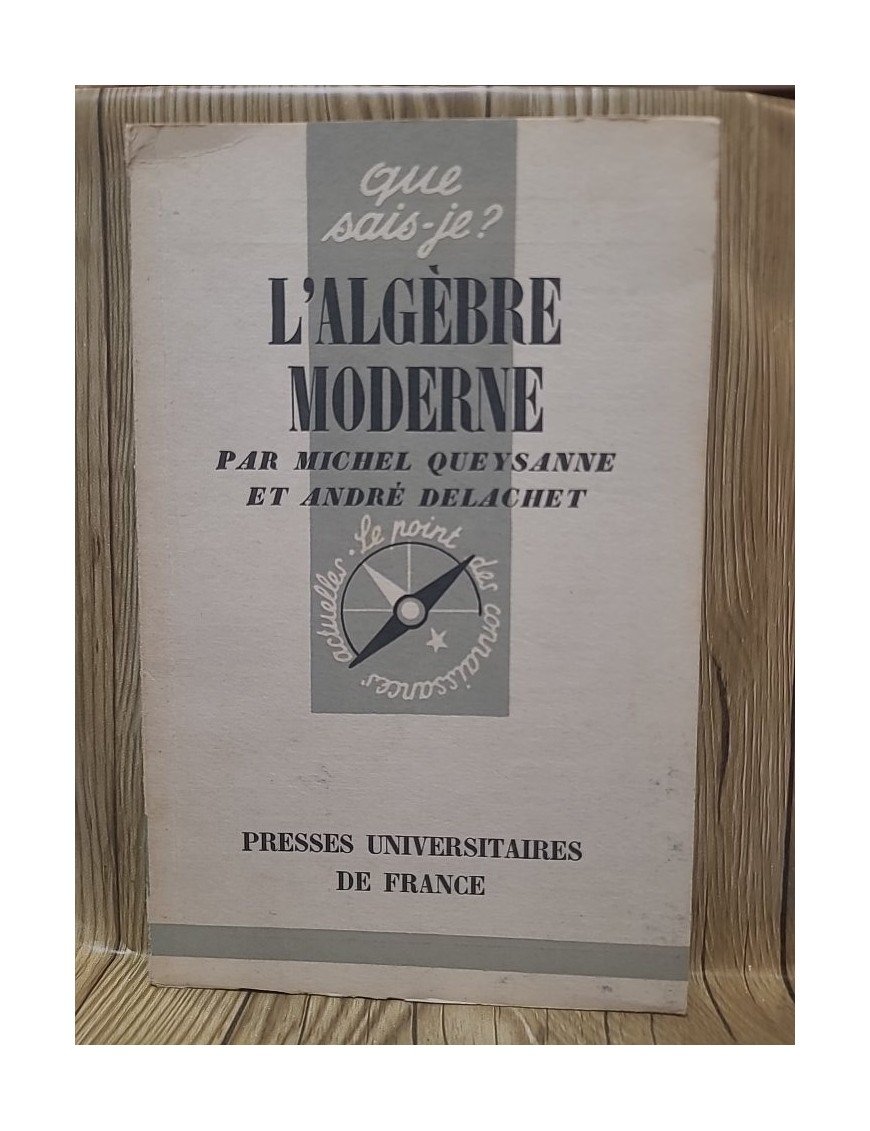 que
sais-je?
L'ALGÈBRE
MODERNE
PAR MICHEL QUEYSANNE
ET ANDRÉ DELACHET
Le point des connaissances actuelles.
PRESSES UNIVERSITAIRES
DE FRANCE